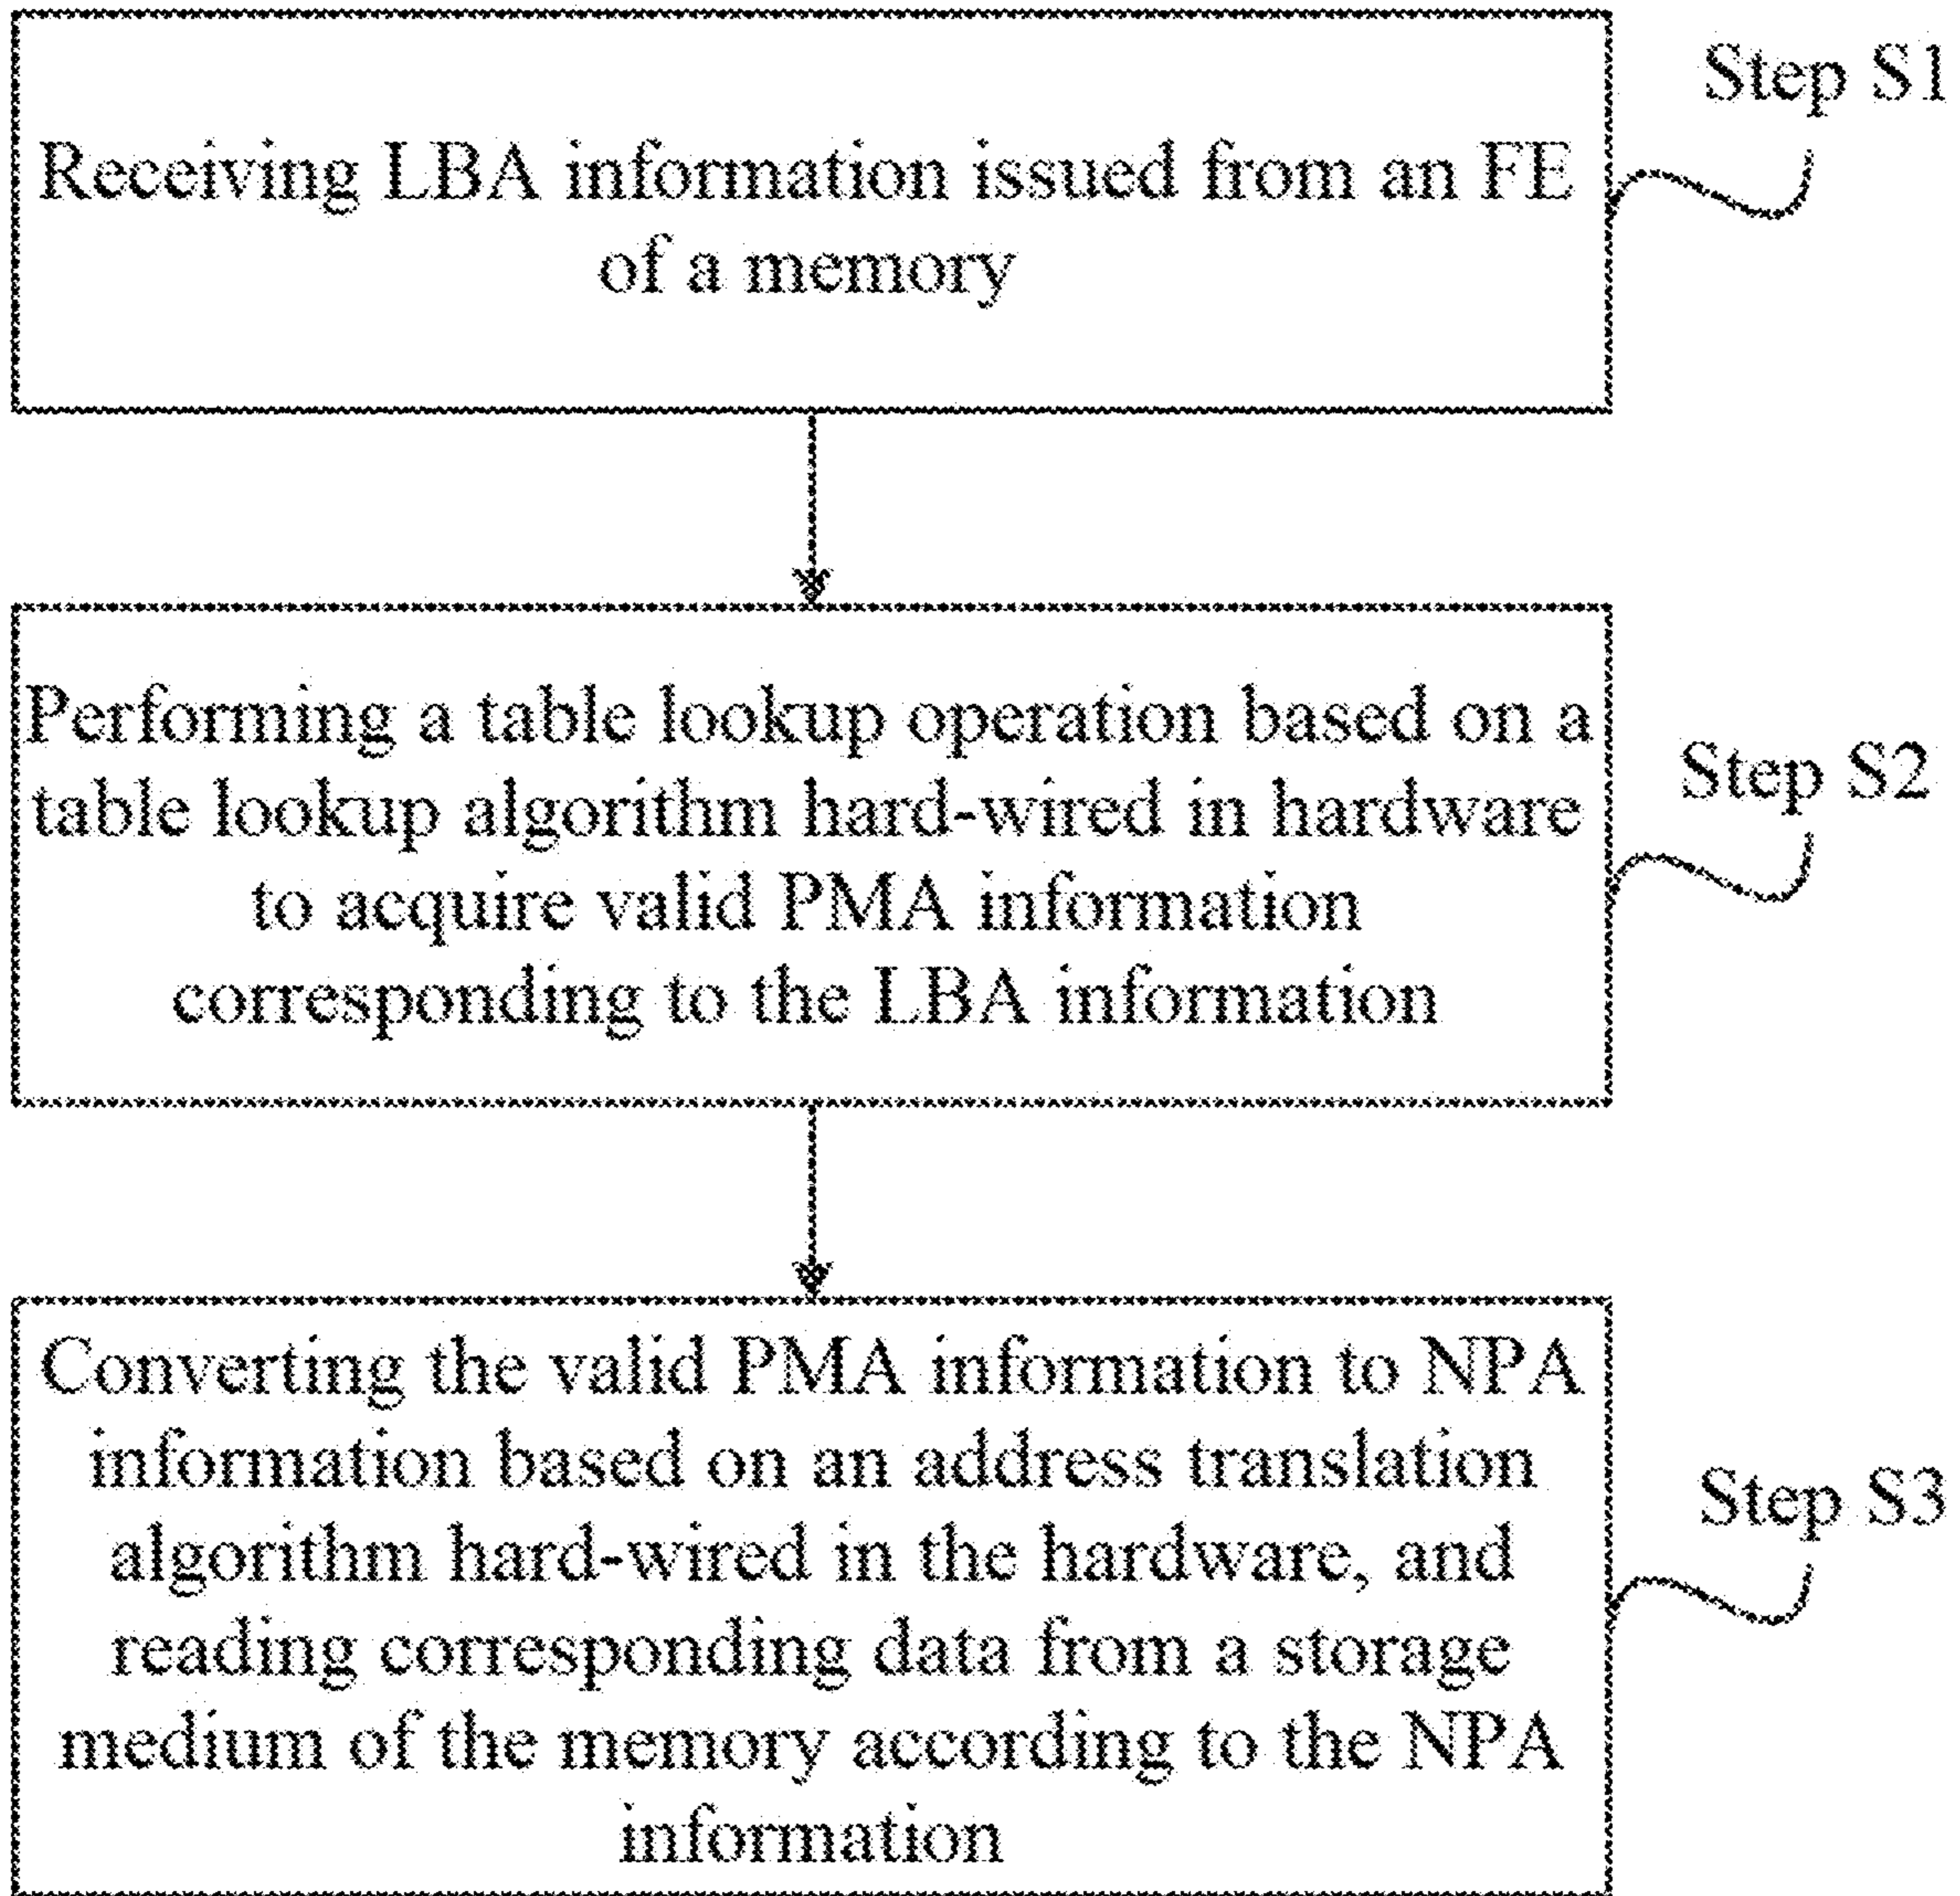 Step S1
Receiving LBA information issued from an FE
of a memory
Performing a table lookup operation based on a
table lookup algorithm hard-wired in hardware
to acquire valid PMA information
corresponding to the LBA information
Step S2
Converting the valid PMA information to NPA
information based on an address translation
algorithm hard-wired in the hardware, and
reading corresponding data from a storage
medium of the memory according to the NPA
information
Step S3